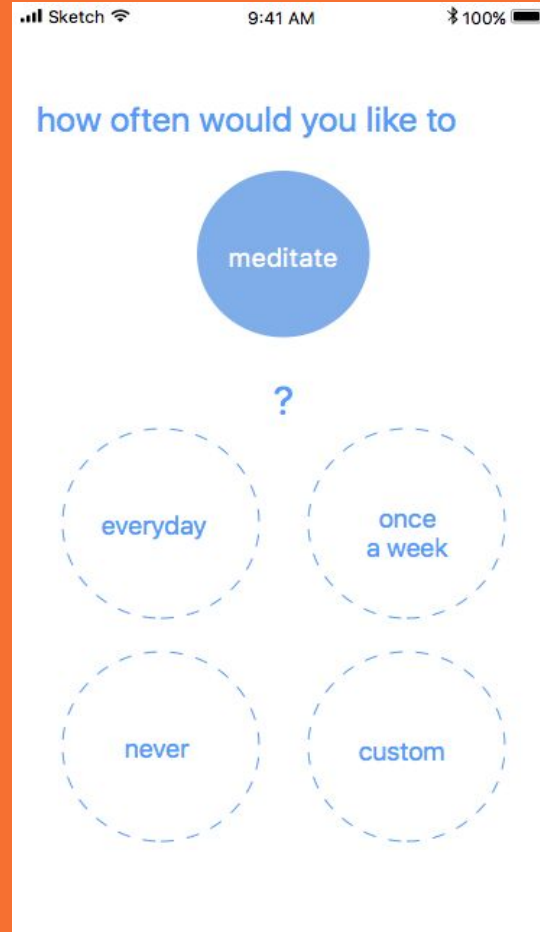 Sketch 9:41 AM 100%
how often would you like to
meditate
?
everyday
once
a week
never
custom